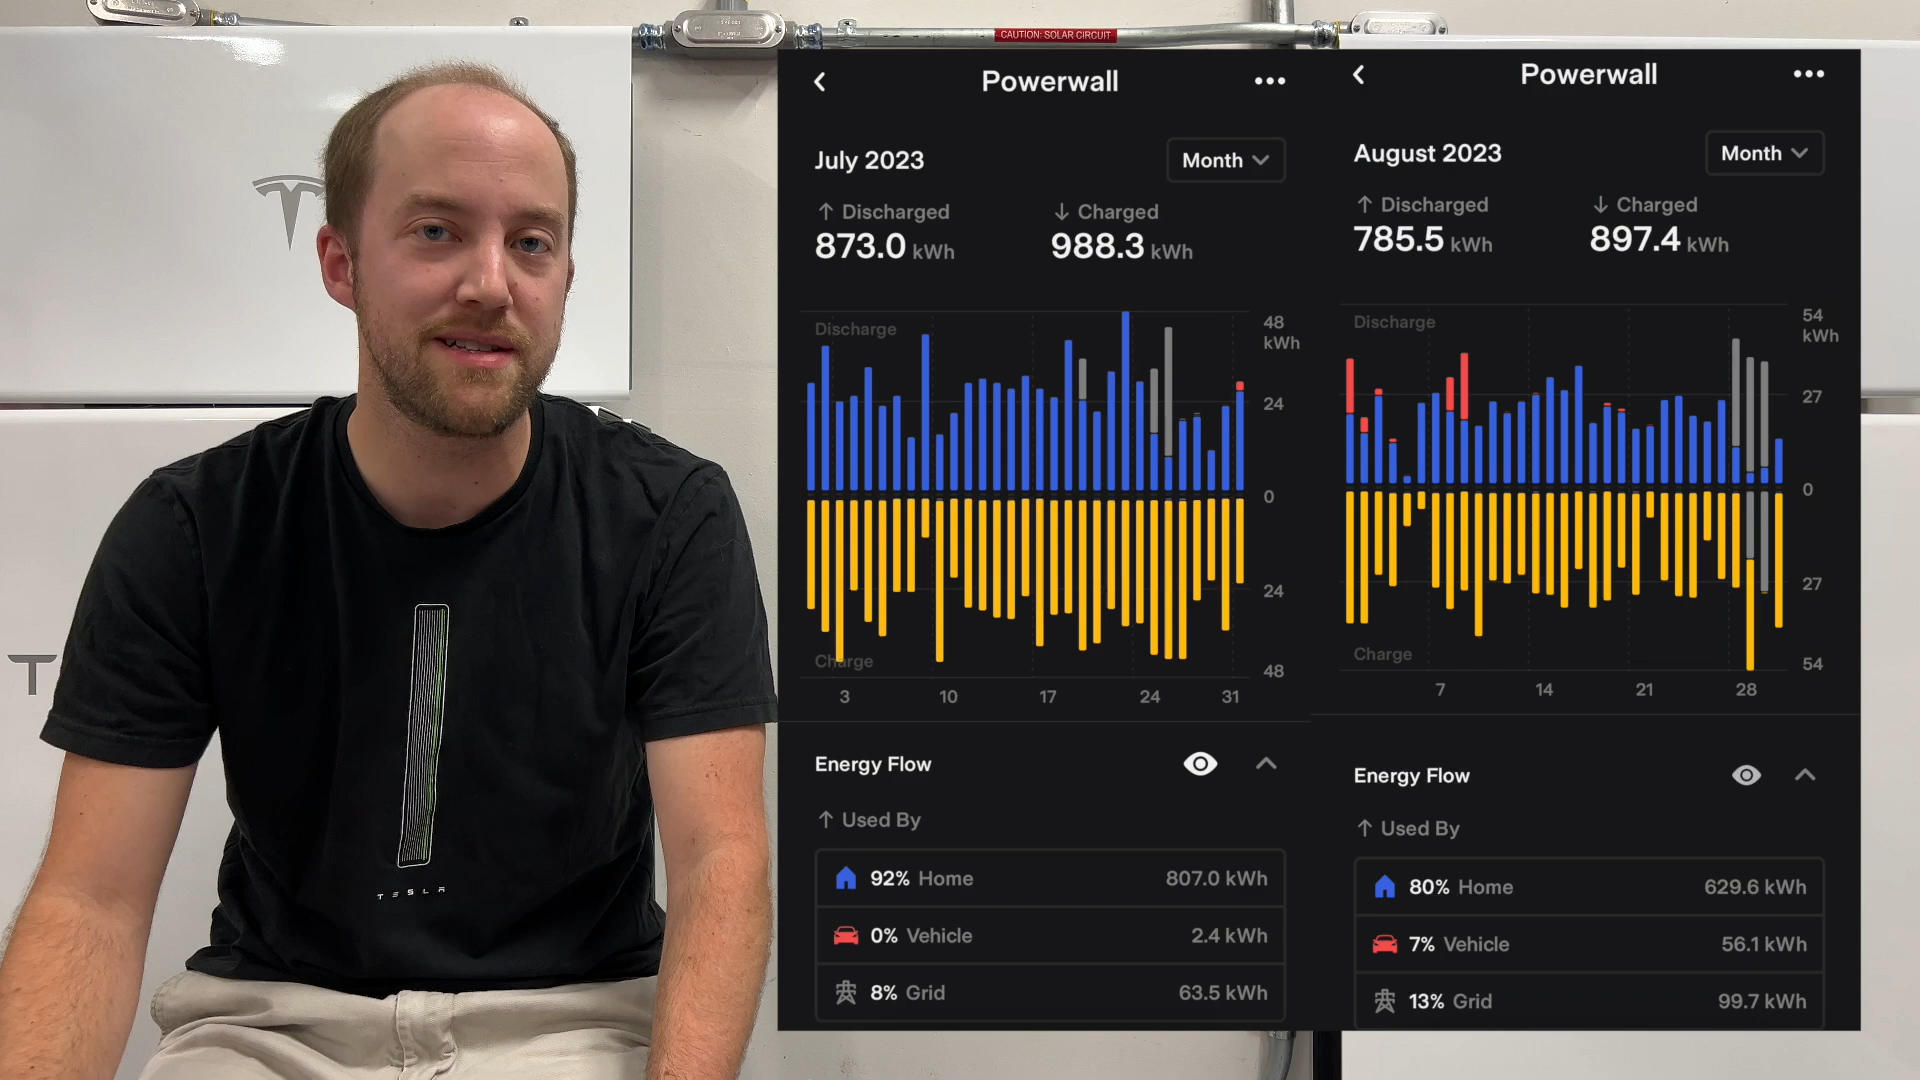 CAUTION: SOLAR CIRCUIT
T
TESLA
Powerwall
July 2023
Month
Discharged
Charged
873.0 kWh
988.3 kWh
Discharge
48
kWh
24
0
24
Charge
48
3
10
17
24
31
Energy Flow
Used By
92% Home
807.0 kWh
0% Vehicle
2.4 kWh
8% Grid
63.5 kWh
Powerwall
August 2023
Month
Discharged
Charged
785.5 kWh
897.4 kWh
Discharge
54
kWh
27
0
27
Charge
54
7
14
21
28
Energy Flow
Used By
80% Home
629.6 kWh
7% Vehicle
56.1 kWh
13% Grid
99.7 kWh